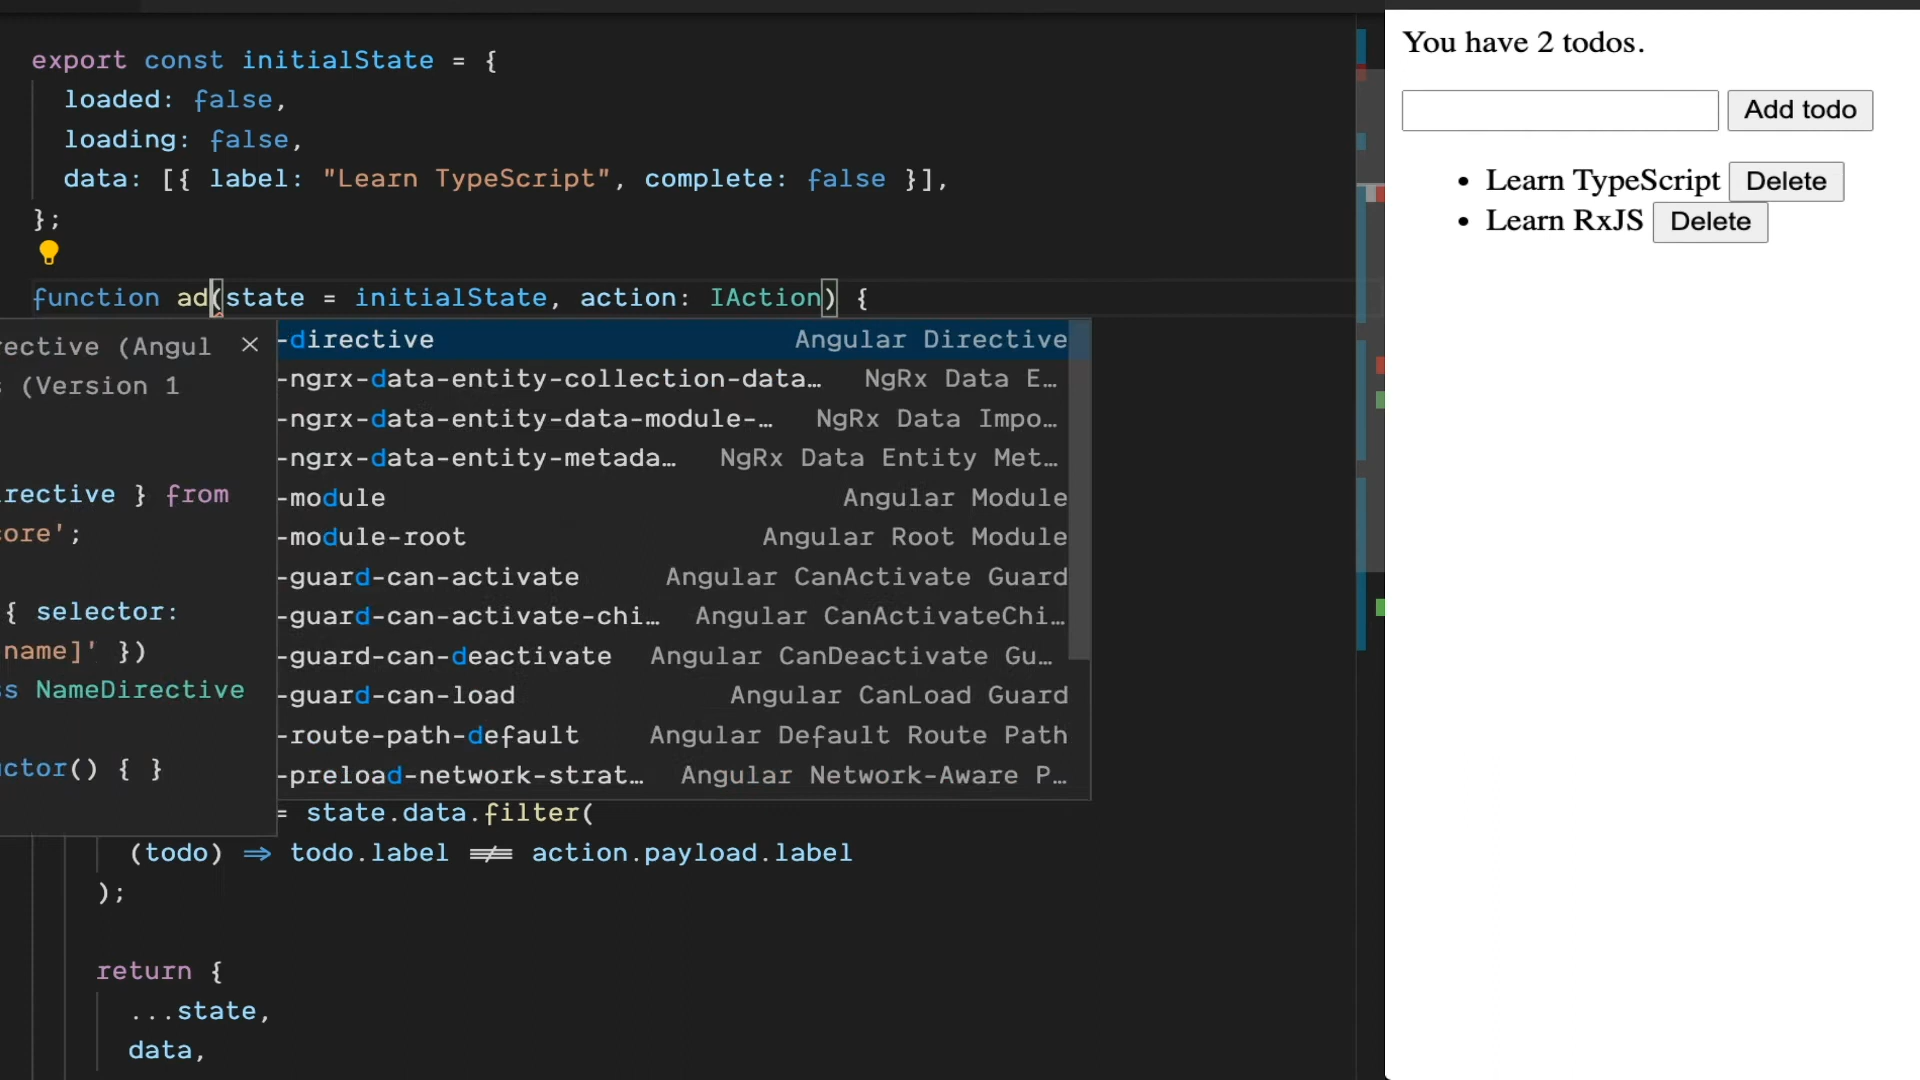 export const initialState = {
loaded: false,
loading: false,
data: [{ label: "Learn TypeScript", complete: false }],
};
function ad(state = initialState, action: IAction) {
rective (Angul
s (Version 1
rective } from
core';
{ selector:
name]' })
ss NameDirective
ctor() { }
-directive Angular Directive
-ngrx-data-entity-collection-data… NgRx Data E…
-ngrx-data-entity-data-module-… NgRx Data Impo…
-ngrx-data-entity-metada… NgRx Data Entity Met…
-module Angular Module
-module-root Angular Root Module
-guard-can-activate Angular CanActivate Guard
-guard-can-activate-chi… Angular CanActivateChi…
-guard-can-deactivate Angular CanDeactivate Gu…
-guard-can-load Angular CanLoad Guard
-route-path-default Angular Default Route Path
-preload-network-strat… Angular Network-Aware P…
= state.data.filter(
(todo) => todo.label !== action.payload.label
);
return {
...state,
data,
You have 2 todos.
Add todo
• Learn TypeScript Delete
• Learn RxJS Delete